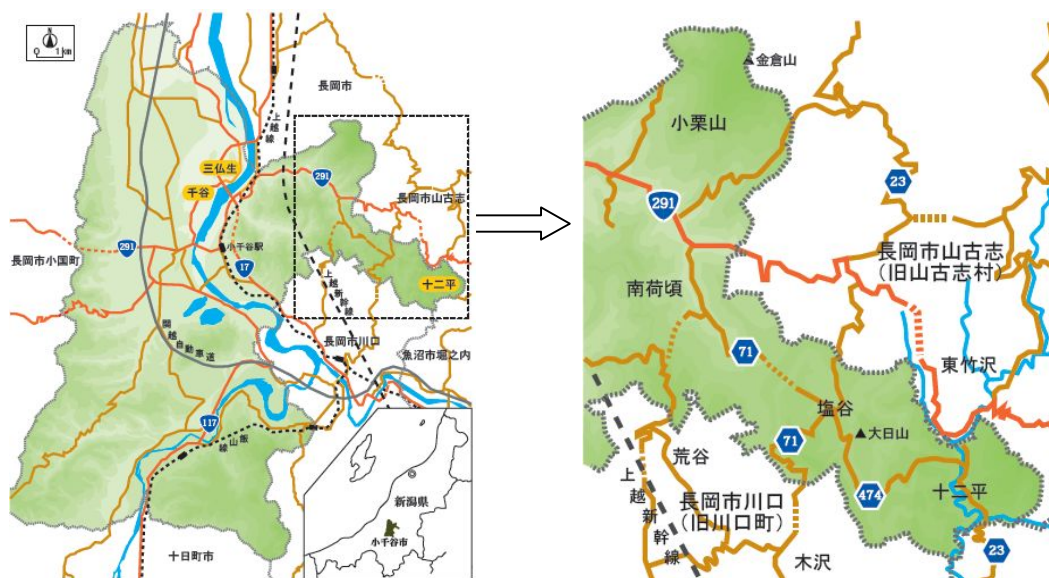 N
0 1km
長岡市
上越線
三仏生
千谷
291
長岡市山古志
291
小千谷駅
17
長岡市小国町
十二平
上越新幹線
長岡市川口
魚沼市堀之内
関越自動車道
117
飯山線
新潟県
小千谷市
十日町市
金倉山
小栗山
23
291
長岡市山古志
(旧山古志村)
南荷頃
71
東竹沢
塩谷
大日山
71
荒谷
474
十二平
上越新幹線
長岡市川口
(旧川口町)
木沢
23